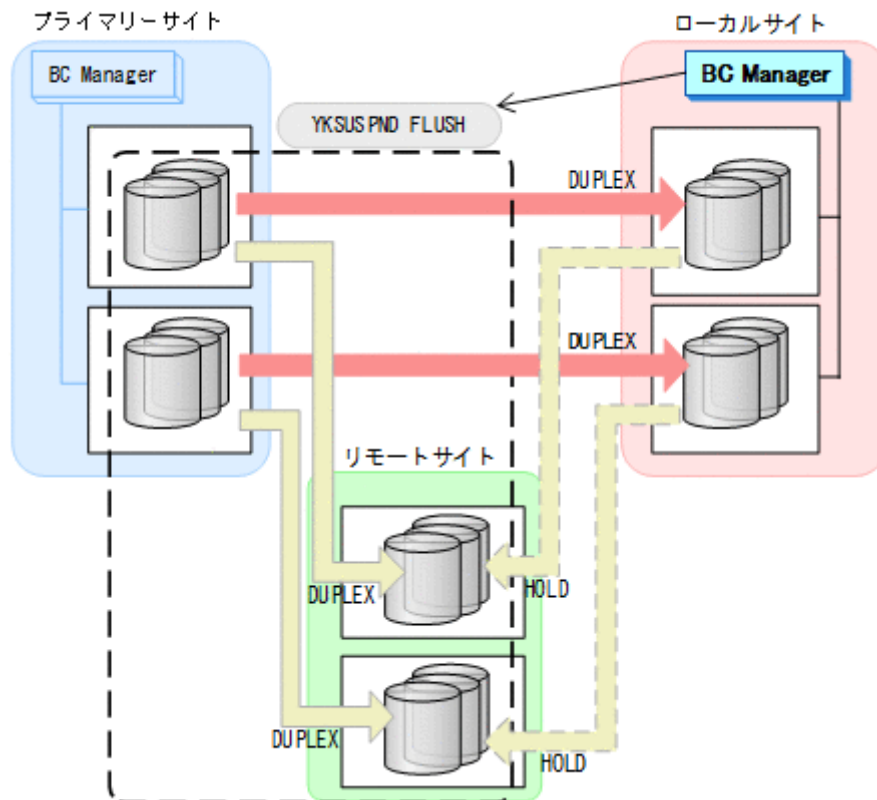 プライマリーサイト
ローカルサイト
BC Manager
BC Manager
YKSUSPND FLUSH
DUPLEX
DUPLEX
リモートサイト
DUPLEX
HOLD
DUPLEX
HOLD